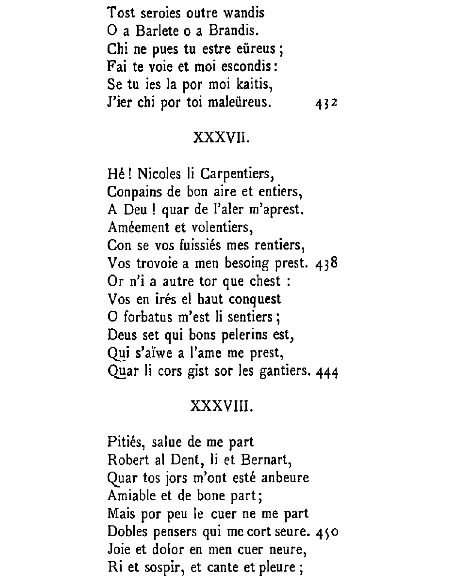 Tost seroies outre wandis
O a Barlete o a Brandis.
Chi ne pues tu estre eüreus ;
Fai te voie et moi escondis :
Se tu ies la por moi kaitis,
J'ier chi por toi maleüreus. 432
XXXVII.
Hé ! Nicoles li Carpentiers,
Conpains de bon aire et entiers,
A Deu ! quar de l'aler m'aprest.
Améement et volentiers,
Con se vos fuissiés mes rentiers,
Vos trovoie a men besoing prest. 438
Or n'i a autre tor que chest :
Vos en irés el haut conquest
O forbatus m'est li sentiers ;
Deus set qui bons pelerins est,
Qui s'aïwe a l'ame me prest,
Quar li cors gist sor les gantiers. 444
XXXVIII.
Pitiés, salue de me part
Robert al Dent, li et Bernart,
Quar tos jors m'ont esté anbeure
Amiable et de bone part ;
Mais por peu le cuer ne me part
Dobles pensers qui me cort seure. 450
Joie et dolor en men cuer neure,
Ri et sospir, et cante et pleure ;